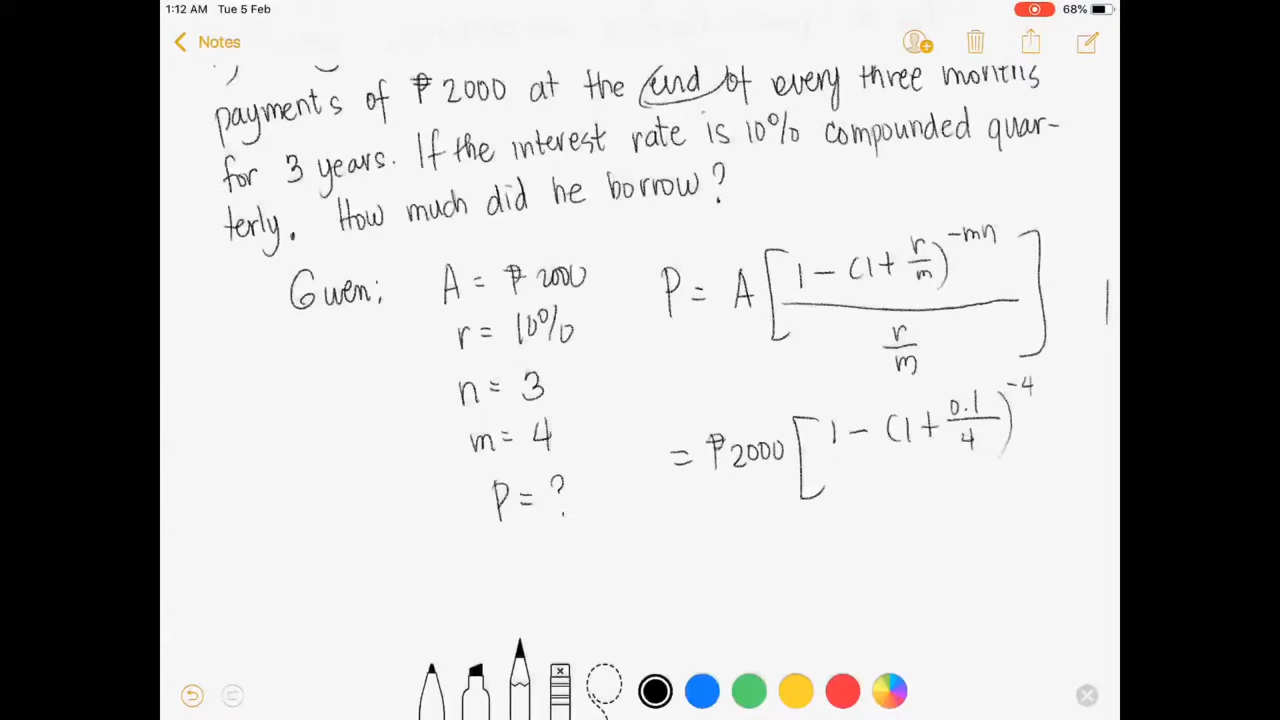 1:12 AM Tue 5 Feb
68%
Notes
payments of ₱ 2000 at the end of every three months
for 3 years. If the interest rate is 10% compounded quar-
terly. How much did he borrow?
Given: A = ₱ 2000
r = 10%
n = 3
m = 4
P = ?
P = A [ 1 - (1 + r/m)^-mn / r/m ]
= ₱2000 [ 1 - (1 + 0.1/4)^-4